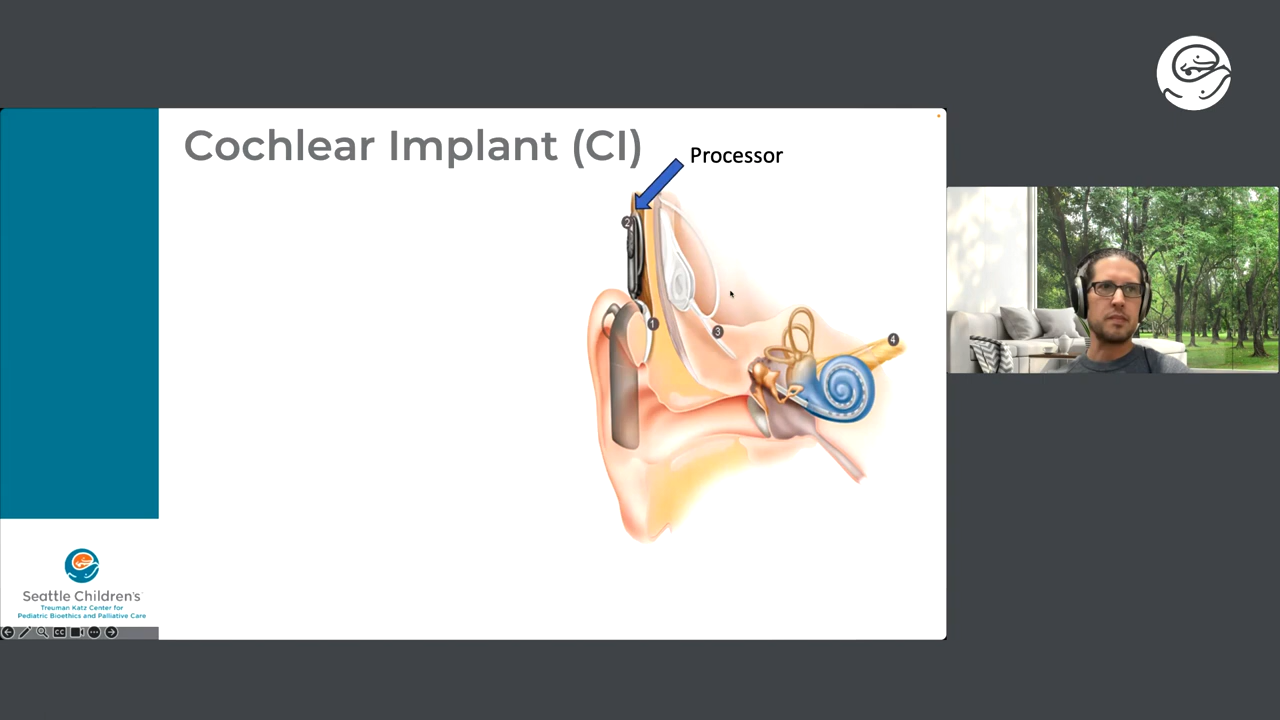 Cochlear Implant (CI)
Processor
2
1
3
4
Seattle Children's
Treuman Katz Center for
Pediatric Bioethics and Palliative Care
CC